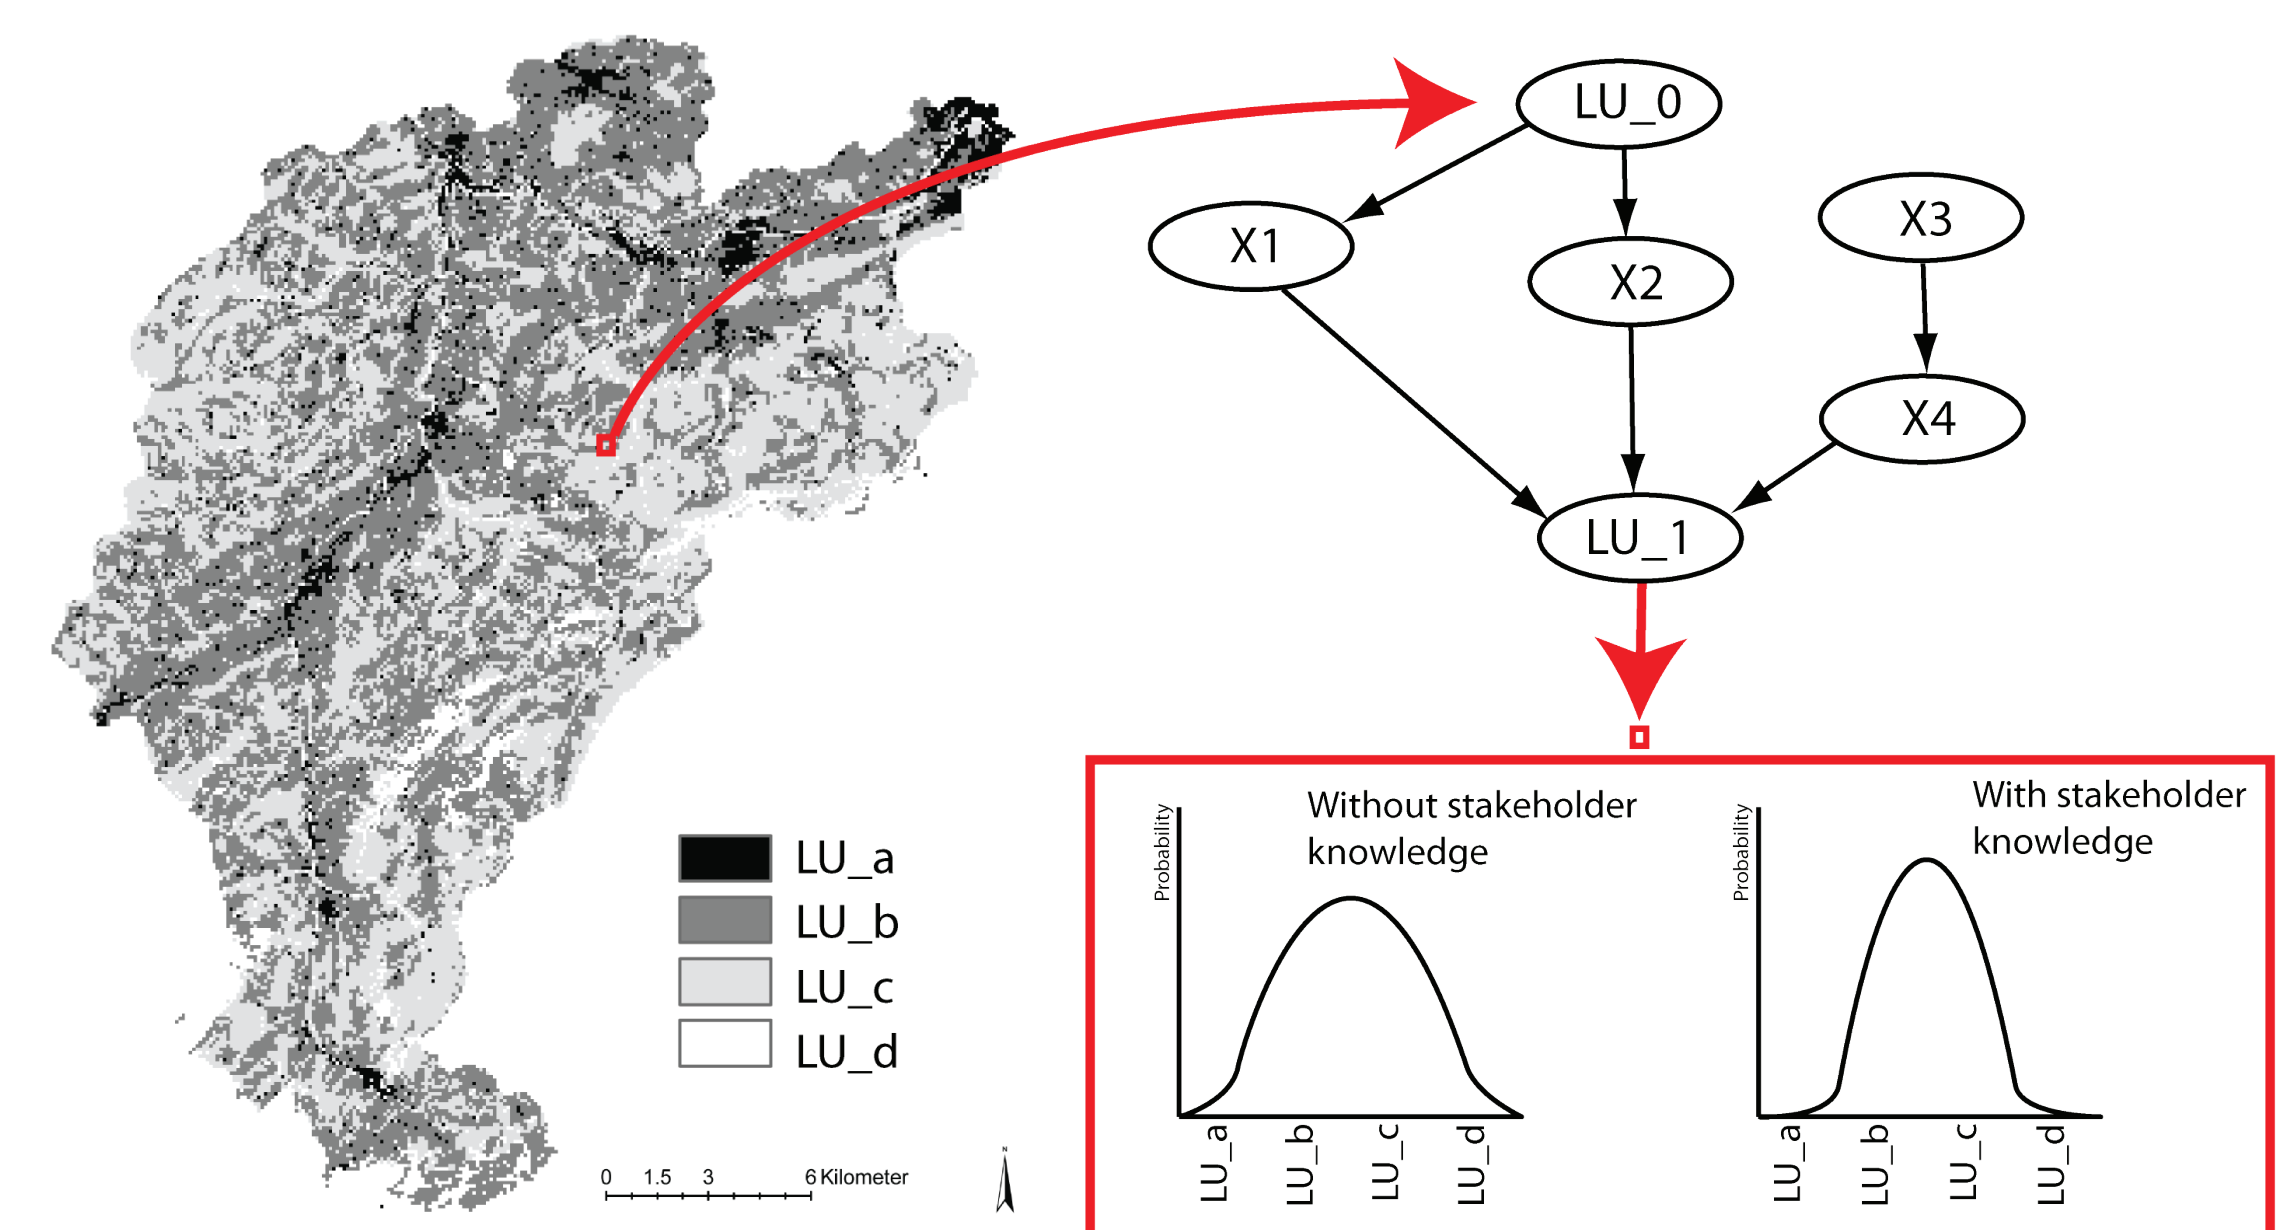 LU_0
X1
X2
X3
X4
LU_1
LU_a
LU_b
LU_c
LU_d
0 1.5 3 6 Kilometer
N
Without stakeholder
knowledge
Probability
LU_a
LU_b
LU_c
LU_d
With stakeholder
knowledge
Probability
LU_a
LU_b
LU_c
LU_d